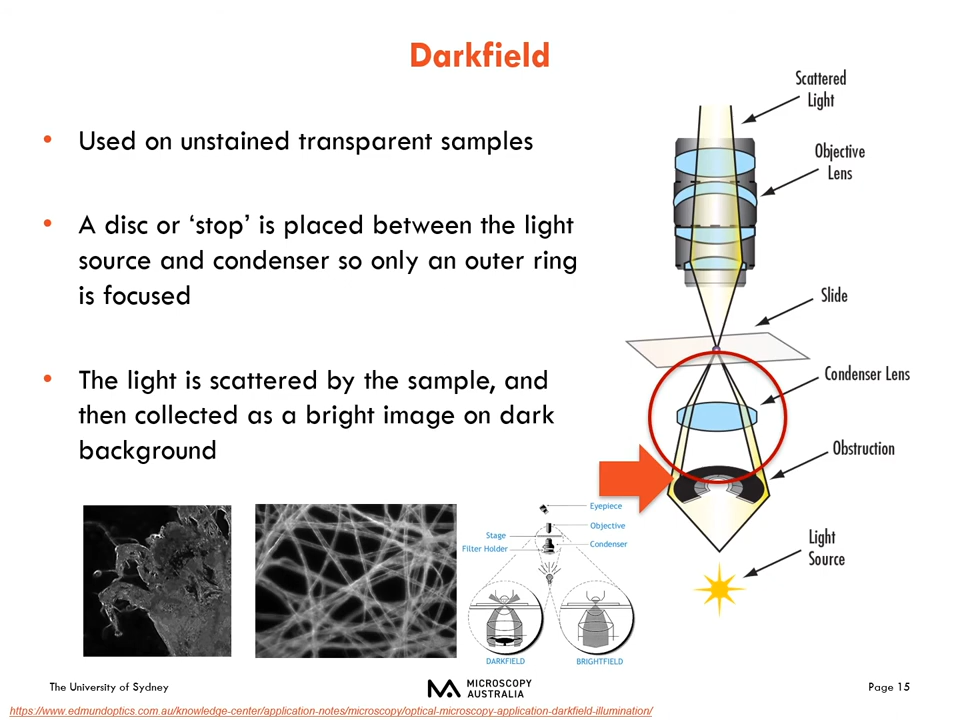 Darkfield
• Used on unstained transparent samples
• A disc or ‘stop’ is placed between the light
source and condenser so only an outer ring
is focused
• The light is scattered by the sample, and
then collected as a bright image on dark
background
Scattered
Light
Objective
Lens
Slide
Condenser Lens
Obstruction
Light
Source
Eyepiece
Objective
Stage
Condenser
Filter Holder
DARKFIELD
BRIGHTFIELD
The University of Sydney
MICROSCOPY
AUSTRALIA
Page 15
https://www.edmundoptics.com.au/knowledge-center/application-notes/microscopy/optical-microscopy-application-darkfield-illumination/